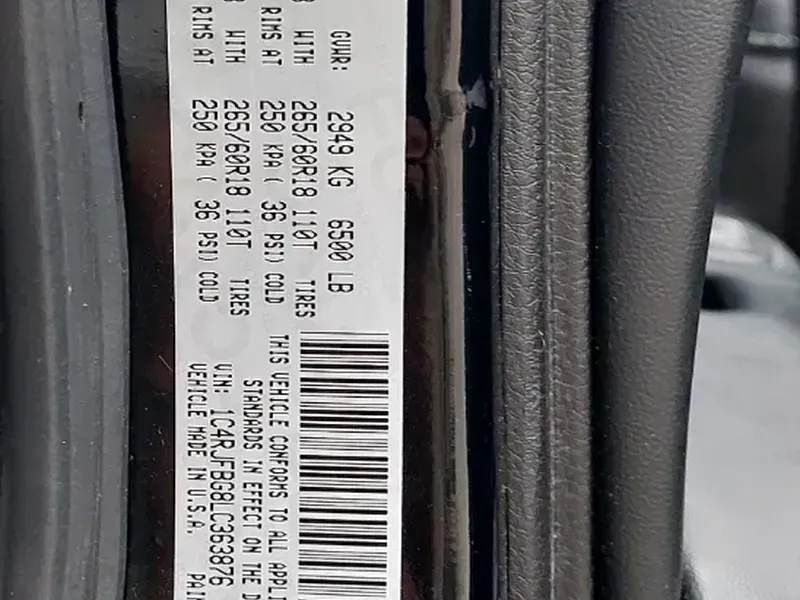 GVWR: 2949 KG 6500 LB
WITH 265/60R18 110T TIRES
RIMS AT 250 KPA ( 36 PSI) COLD
WITH 265/60R18 110T TIRES
RIMS AT 250 KPA ( 36 PSI) COLD
THIS VEHICLE CONFORMS TO ALL
STANDARDS IN EFFECT ON THE
VIN: 1C4RJFBG8LC363876
VEHICLE MADE IN U.S.A.